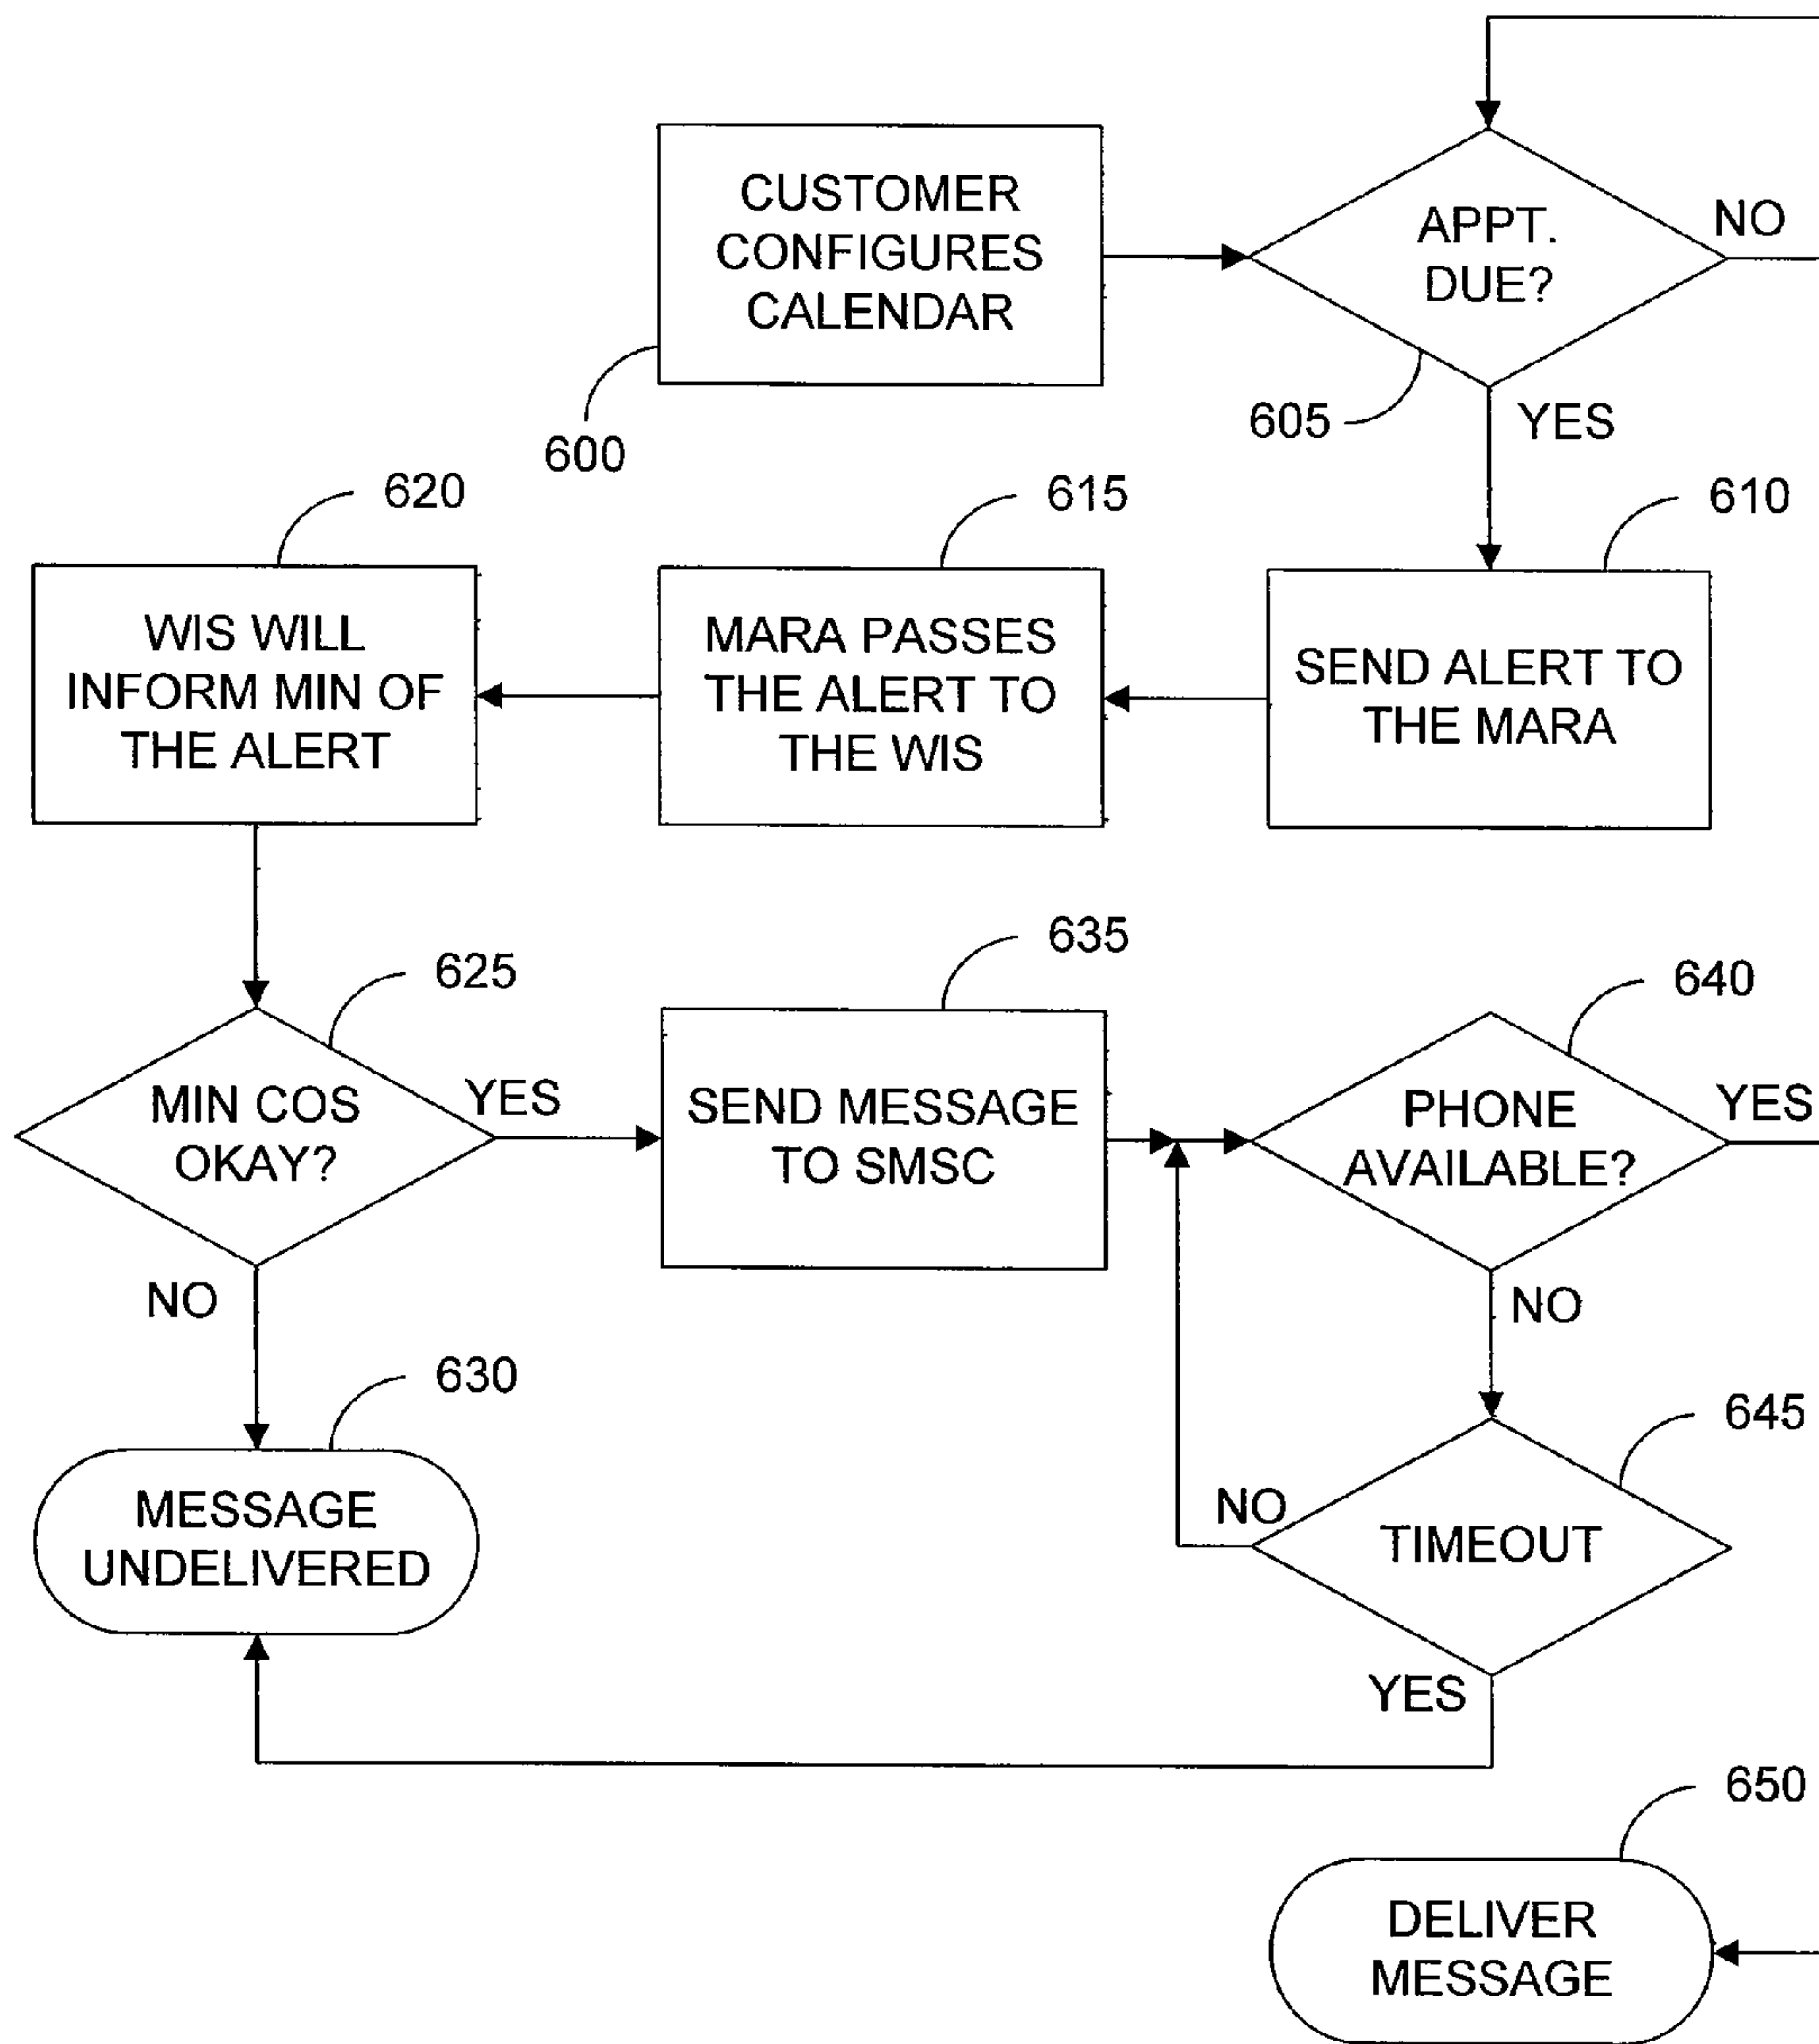 CUSTOMER
CONFIGURES
CALENDAR
600
APPT.
DUE?
NO
605
YES
610
SEND ALERT TO
THE MARA
615
MARA PASSES
THE ALERT TO
THE WIS
620
WIS WILL
INFORM MIN OF
THE ALERT
625
MIN COS
OKAY?
YES
NO
630
MESSAGE
UNDELIVERED
635
SEND MESSAGE
TO SMSC
640
PHONE
AVAILABLE?
YES
NO
645
TIMEOUT
NO
YES
650
DELIVER
MESSAGE